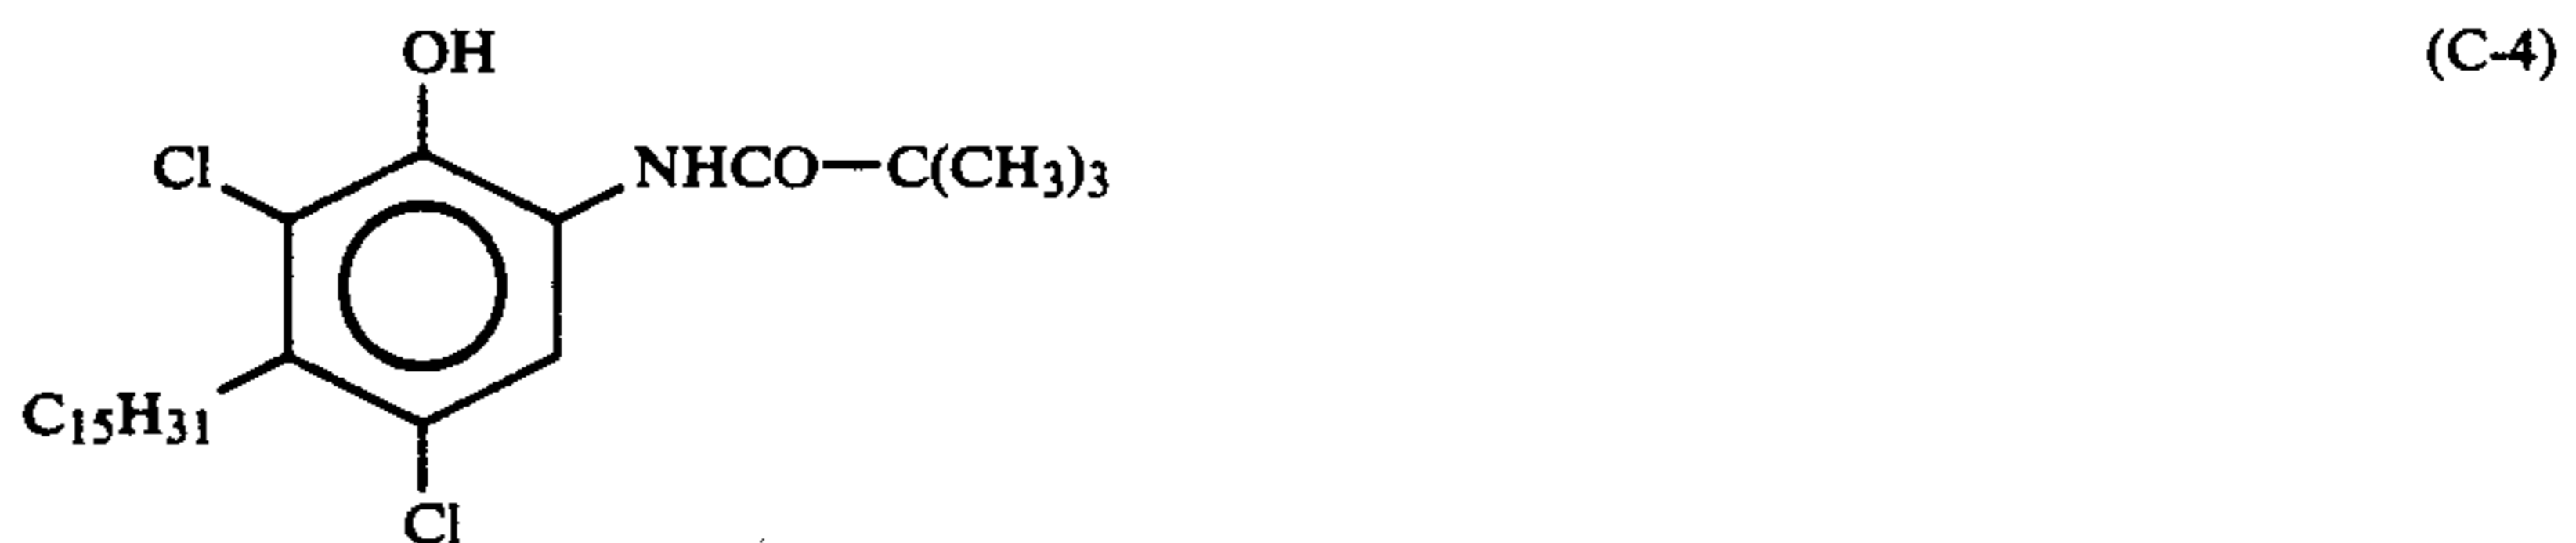 OH
(C-4)
Cl
NHCO—C(CH₃)₃
C₁₅H₃₁
Cl